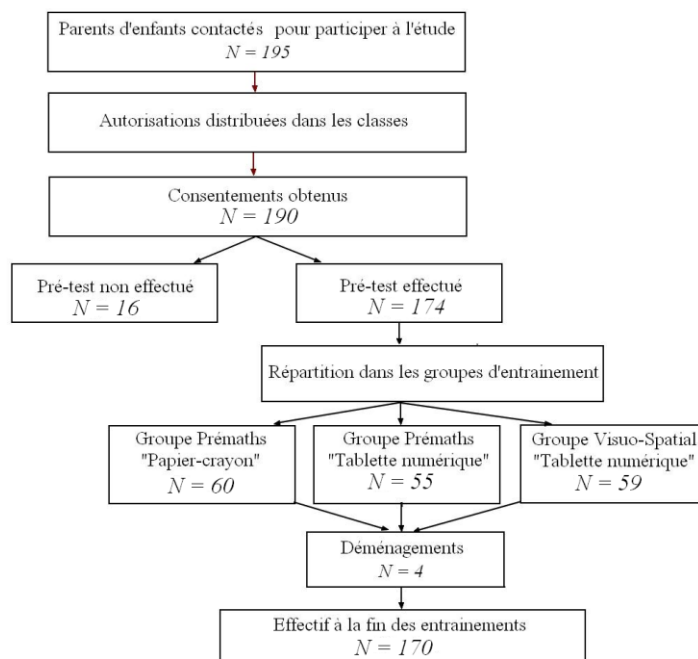 Parents d'enfants contactés pour participer à l'étude
N = 195
Autorisations distribuées dans les classes
Consentements obtenus
N = 190
Pré-test non effectué
N = 16
Pré-test effectué
N = 174
Répartition dans les groupes d'entrainement
Groupe Prémaths
"Papier-crayon"
N = 60
Groupe Prémaths
"Tablette numérique"
N = 55
Groupe Visuo-Spatial
"Tablette numérique"
N = 59
Déménagements
N = 4
Effectif à la fin des entrainements
N = 170